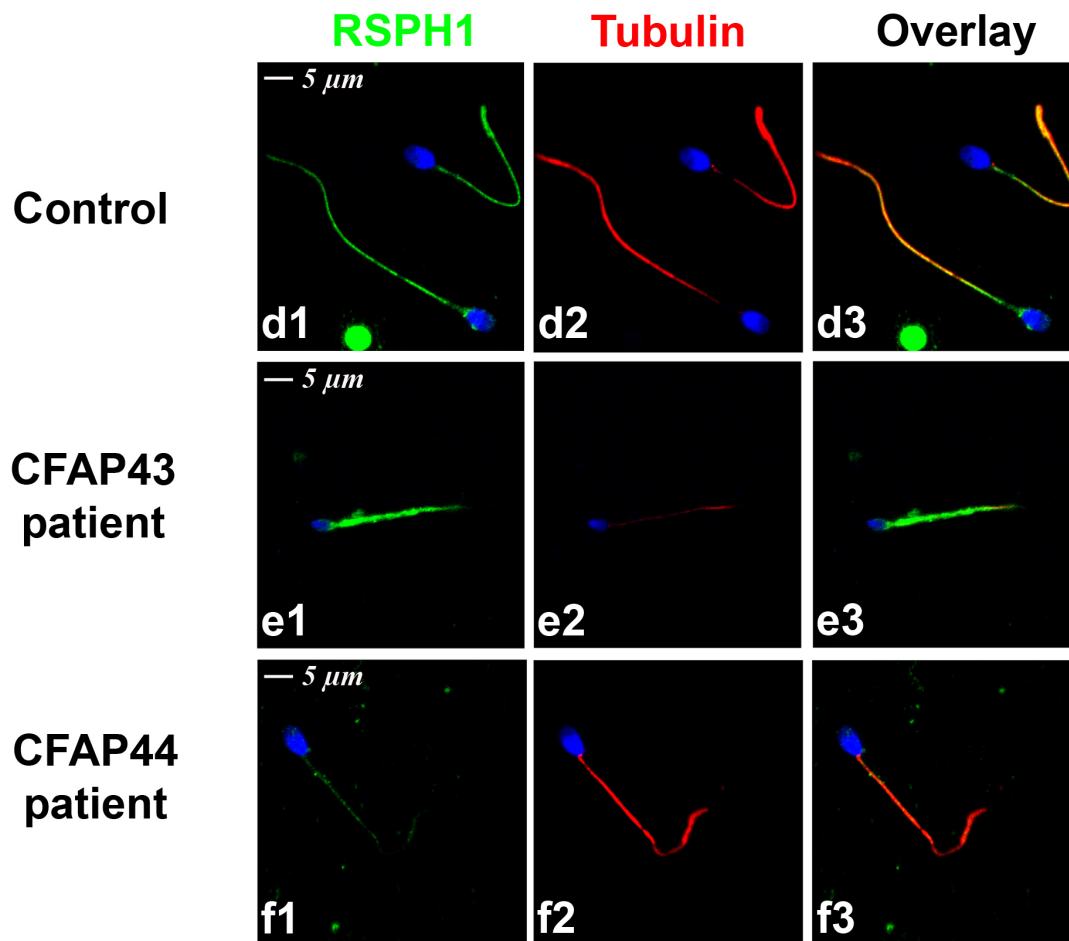 RSPH1 Tubulin Overlay
Control
5 µm
d1 d2 d3
CFAP43
patient
5 µm
e1 e2 e3
CFAP44
patient
5 µm
f1 f2 f3